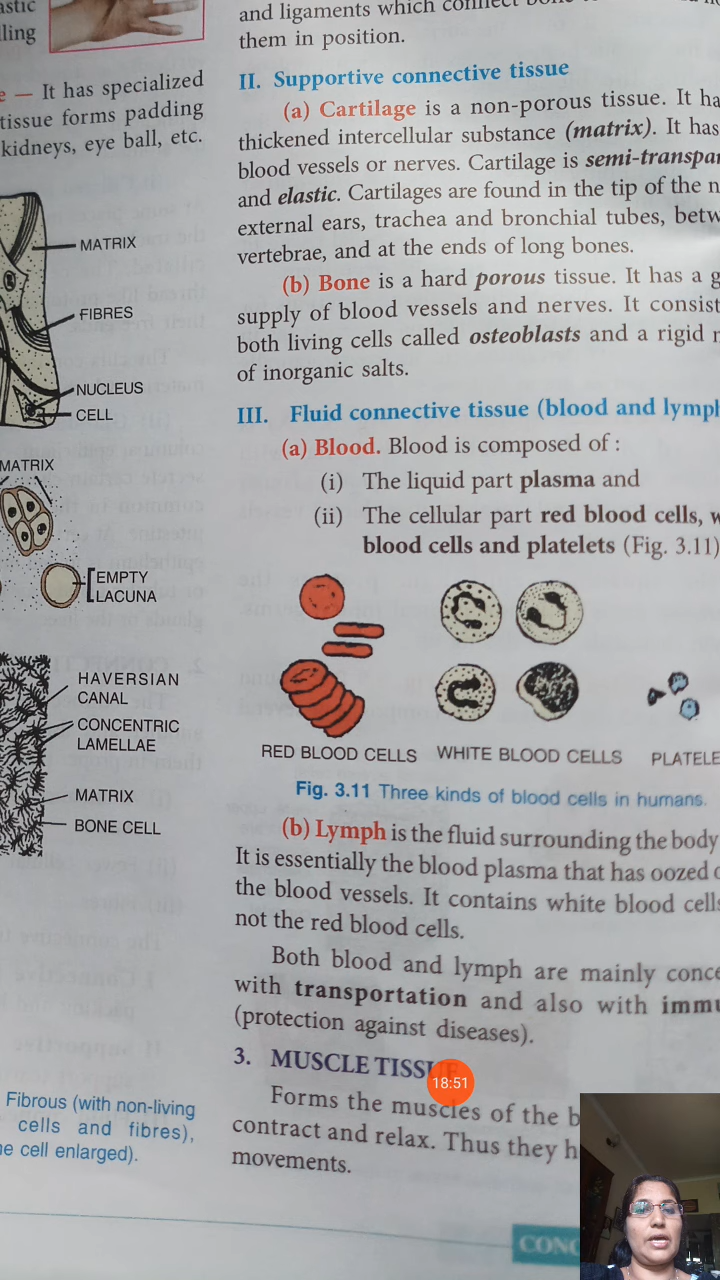 astic
lling
— It has specialized
tissue forms padding
kidneys, eye ball, etc.
MATRIX
FIBRES
NUCLEUS
CELL
MATRIX
EMPTY
LACUNA
HAVERSIAN
CANAL
CONCENTRIC
LAMELLAE
MATRIX
BONE CELL
Fibrous (with non-living
cells and fibres),
cell enlarged).
and ligaments which connect
them in position.
II. Supportive connective tissue
(a) Cartilage is a non-porous tissue. It ha
thickened intercellular substance (matrix). It has
blood vessels or nerves. Cartilage is semi-transpar
and elastic. Cartilages are found in the tip of the n
external ears, trachea and bronchial tubes, betw
vertebrae, and at the ends of long bones.
(b) Bone is a hard porous tissue. It has a g
supply of blood vessels and nerves. It consist
both living cells called osteoblasts and a rigid
of inorganic salts.
III. Fluid connective tissue (blood and lymph
(a) Blood. Blood is composed of :
(i) The liquid part plasma and
(ii) The cellular part red blood cells, w
blood cells and platelets (Fig. 3.11)
RED BLOOD CELLS WHITE BLOOD CELLS PLATELE
Fig. 3.11 Three kinds of blood cells in humans.
(b) Lymph is the fluid surrounding the body
It is essentially the blood plasma that has oozed
the blood vessels. It contains white blood cells
not the red blood cells.
Both blood and lymph are mainly conce
with transportation and also with immu
(protection against diseases).
3. MUSCLE TISSUE
18:51
Forms the muscles of the b
contract and relax. Thus they h
movements.
CONC